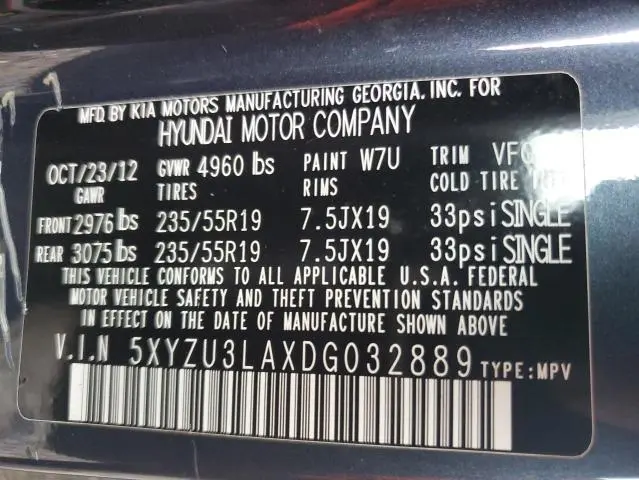 MFD. BY KIA MOTORS MANUFACTURING GEORGIA. INC. FOR
HYUNDAI MOTOR COMPANY
OCT/23/12 GVWR 4960 lbs PAINT W7U TRIM
GAWR TIRES RIMS COLD TIRE
FRONT 2976 lbs 235/55R19 7.5JX19 33psi SINGLE
REAR 3075 lbs 235/55R19 7.5JX19 33psi SINGLE
THIS VEHICLE CONFORMS TO ALL APPLICABLE U.S.A. FEDERAL
MOTOR VEHICLE SAFETY AND THEFT PREVENTION STANDARDS
IN EFFECT ON THE DATE OF MANUFACTURE SHOWN ABOVE
V.I.N 5XYZU3LAXDG032889 TYPE:MPV